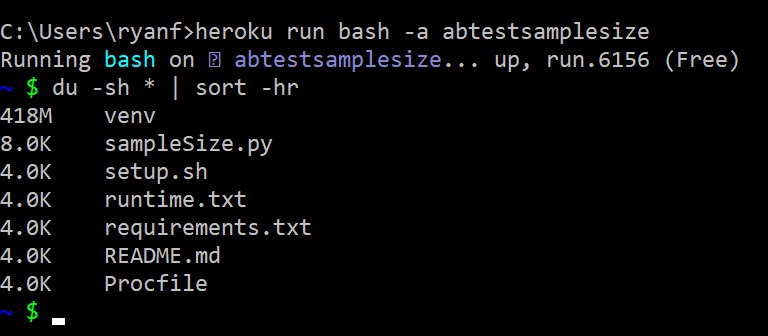 C:\Users\ryanf>heroku run bash -a abtestsamplesize
Running bash on ⍰ abtestsamplesize... up, run.6156 (Free)
~ $ du -sh * | sort -hr
418M    venv
8.0K    sampleSize.py
4.0K    setup.sh
4.0K    runtime.txt
4.0K    requirements.txt
4.0K    README.md
4.0K    Procfile
~ $